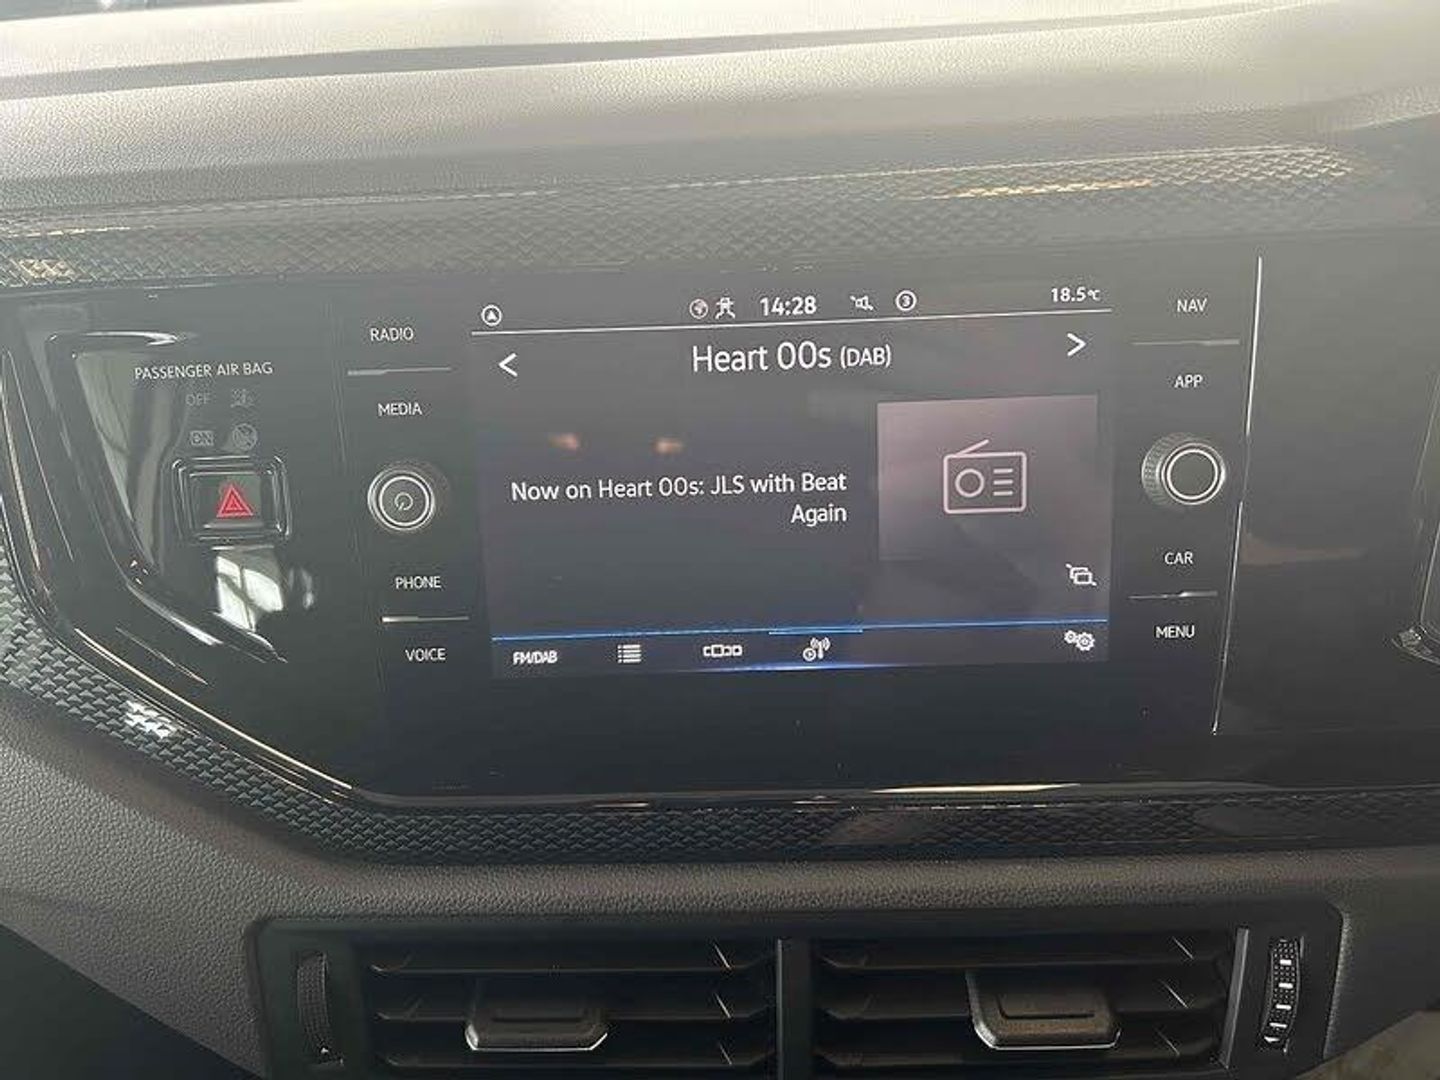 14:28
3
18.5°C
Heart 00s (DAB)
Now on Heart 00s: JLS with Beat
Again
FM/DAB
RADIO
MEDIA
PHONE
VOICE
PASSENGER AIR BAG
OFF
ON
NAV
APP
CAR
MENU